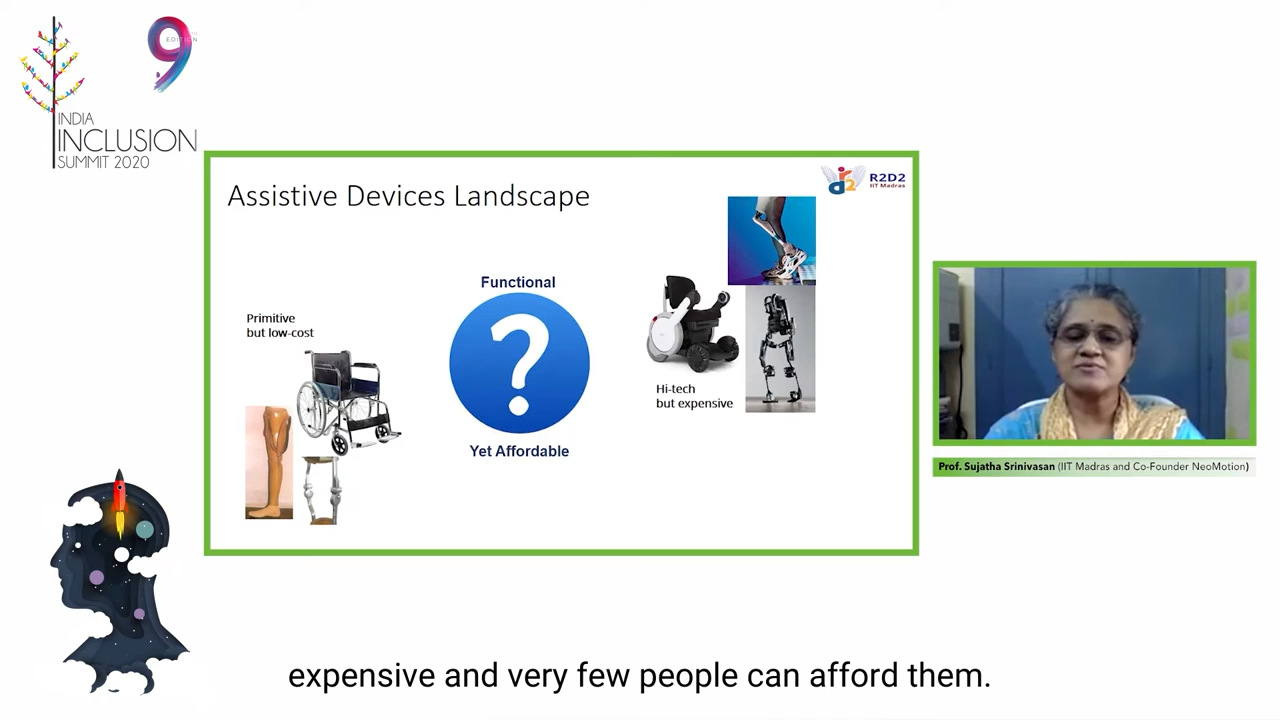 9
EDITION
INDIA
INCLUSION
SUMMIT 2020
R2D2
IIT Madras
Assistive Devices Landscape
Primitive
but low-cost
Functional
?
Yet Affordable
Hi-tech
but expensive
Prof. Sujatha Srinivasan (IIT Madras and Co-Founder NeoMotion)
expensive and very few people can afford them.